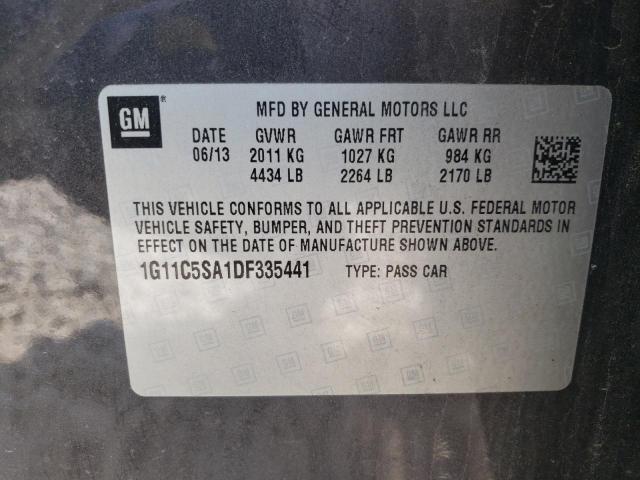 GM ® MFD BY GENERAL MOTORS LLC
DATE GVWR GAWR FRT GAWR RR
06/13 2011 KG 1027 KG 984 KG
4434 LB 2264 LB 2170 LB
THIS VEHICLE CONFORMS TO ALL APPLICABLE U.S. FEDERAL MOTOR
VEHICLE SAFETY, BUMPER, AND THEFT PREVENTION STANDARDS IN
EFFECT ON THE DATE OF MANUFACTURE SHOWN ABOVE.
1G11C5SA1DF335441 TYPE: PASS CAR